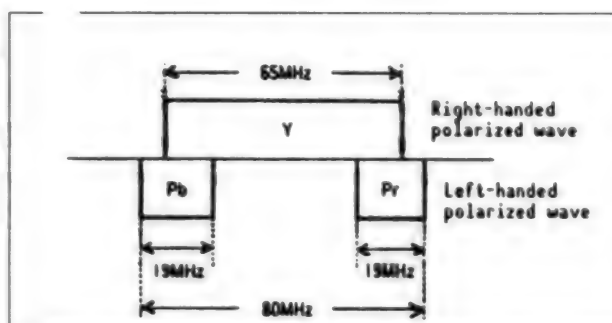 65MHz
Right-handed
polarized wave
Y
Pb
Pr
Left-handed
polarized wave
19MHz
19MHz
80MHz